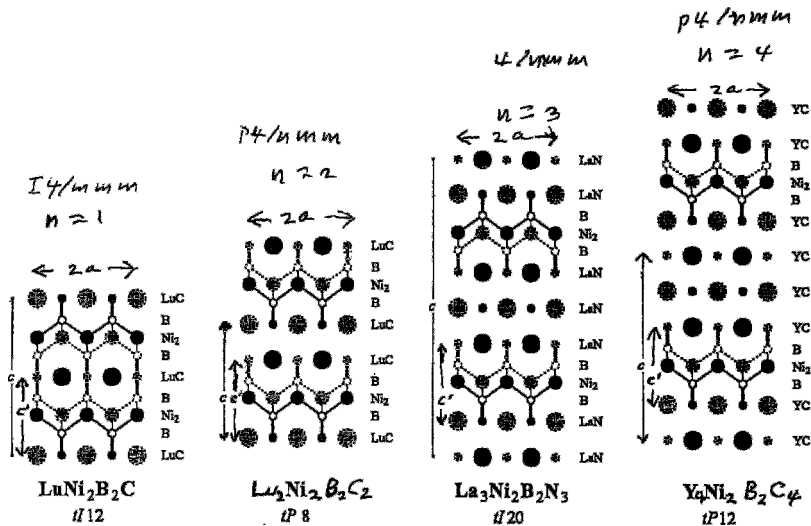 I4/mmm
n = 1
2a
LuC
B
Ni₂
B
LuC
B
Ni₂
B
LuC
c
c'
LuNi₂B₂C
tI12
P4/nmm
n = 2
2a
LuC
B
Ni₂
B
LuC
LuC
B
Ni₂
B
LuC
c c'
Lu₂Ni₂B₂C₂
tP8
4/mmm
n = 3
2a
LaN
LaN
B
Ni₂
B
LaN
LaN
LaN
B
Ni₂
B
LaN
LaN
c
c'
La₃Ni₂B₂N₃
tI20
p4/nmm
n = 4
2a
YC
YC
B
Ni₂
B
YC
YC
YC
YC
B
Ni₂
B
YC
YC
c c'
Y₄Ni₂B₂C₄
tP12